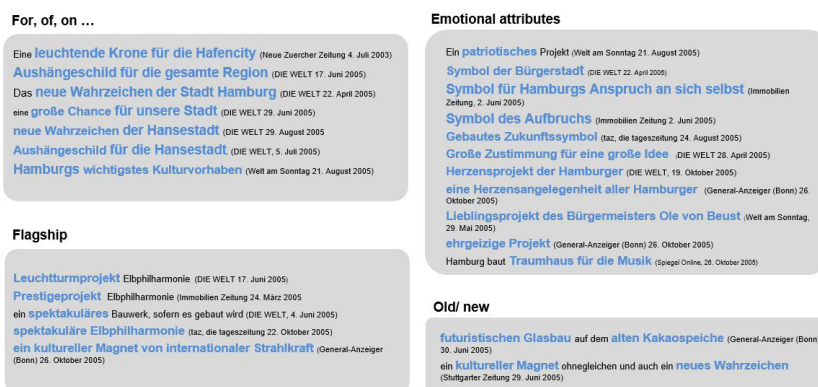 For, of, on …
Eine leuchtende Krone für die Hafencity (Neue Zuercher Zeitung 4. Juli 2003)
Aushängeschild für die gesamte Region (DIE WELT 17. Juni 2005)
Das neue Wahrzeichen der Stadt Hamburg (DIE WELT 22. April 2005)
eine große Chance für unsere Stadt (DIE WELT 29. Juni 2005)
neue Wahrzeichen der Hansestadt (DIE WELT 29. August 2005
Aushängeschild für die Hansestadt (DIE WELT, 5. Juli 2005)
Hamburgs wichtigstes Kulturvorhaben (Welt am Sonntag 21. August 2005)
Flagship
Leuchtturmprojekt Elbphilharmonie (DIE WELT 17. Juni 2005)
Prestigeprojekt Elbphilharmonie (Immobilien Zeitung 24. März 2005
ein spektakuläres Bauwerk, sofern es gebaut wird (DIE WELT, 4. Juni 2005)
spektakuläre Elbphilharmonie (taz, die tageszeitung 22. Oktober 2005)
ein kultureller Magnet von internationaler Strahlkraft (General-Anzeiger
(Bonn) 26. Oktober 2005)
Emotional attributes
Ein patriotisches Projekt (Welt am Sonntag 21. August 2005)
Symbol der Bürgerstadt (DIE WELT 22. April 2005)
Symbol für Hamburgs Anspruch an sich selbst (Immobilien
Zeitung, 2. Juni 2005)
Symbol des Aufbruchs (Immobilien Zeitung 2. Juni 2005)
Gebautes Zukunftssymbol (taz, die tageszeitung 24. August 2005)
Große Zustimmung für eine große Idee (DIE WELT 28. April 2005)
Herzensprojekt der Hamburger (DIE WELT, 19. Oktober 2005)
eine Herzensangelegenheit aller Hamburger (General-Anzeiger (Bonn) 26.
Oktober 2005)
Lieblingsprojekt des Bürgermeisters Ole von Beust (Welt am Sonntag,
29. Mai 2005)
ehrgeizige Projekt (General-Anzeiger (Bonn) 26. Oktober 2005)
Hamburg baut Traumhaus für die Musik (Spiegel Online, 26. Oktober 2005)
Old/ new
futuristischen Glasbau auf dem alten Kakaospeiche (General-Anzeiger (Bonn
30. Juni 2005)
ein kultureller Magnet ohnegleichen und auch ein neues Wahrzeichen
(Stuttgarter Zeitung 29. Juni 2005)